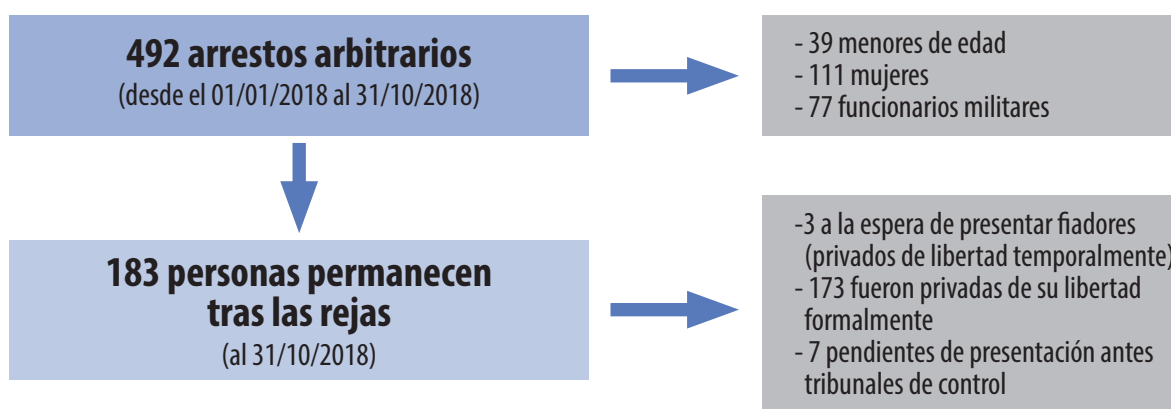 492 arrestos arbitrarios
(desde el 01/01/2018 al 31/10/2018)
- 39 menores de edad
- 111 mujeres
- 77 funcionarios militares
183 personas permanecen
tras las rejas
(al 31/10/2018)
-3 a la espera de presentar fiadores
(privados de libertad temporalmente)
- 173 fueron privadas de su libertad
formalmente
- 7 pendientes de presentación antes
tribunales de control